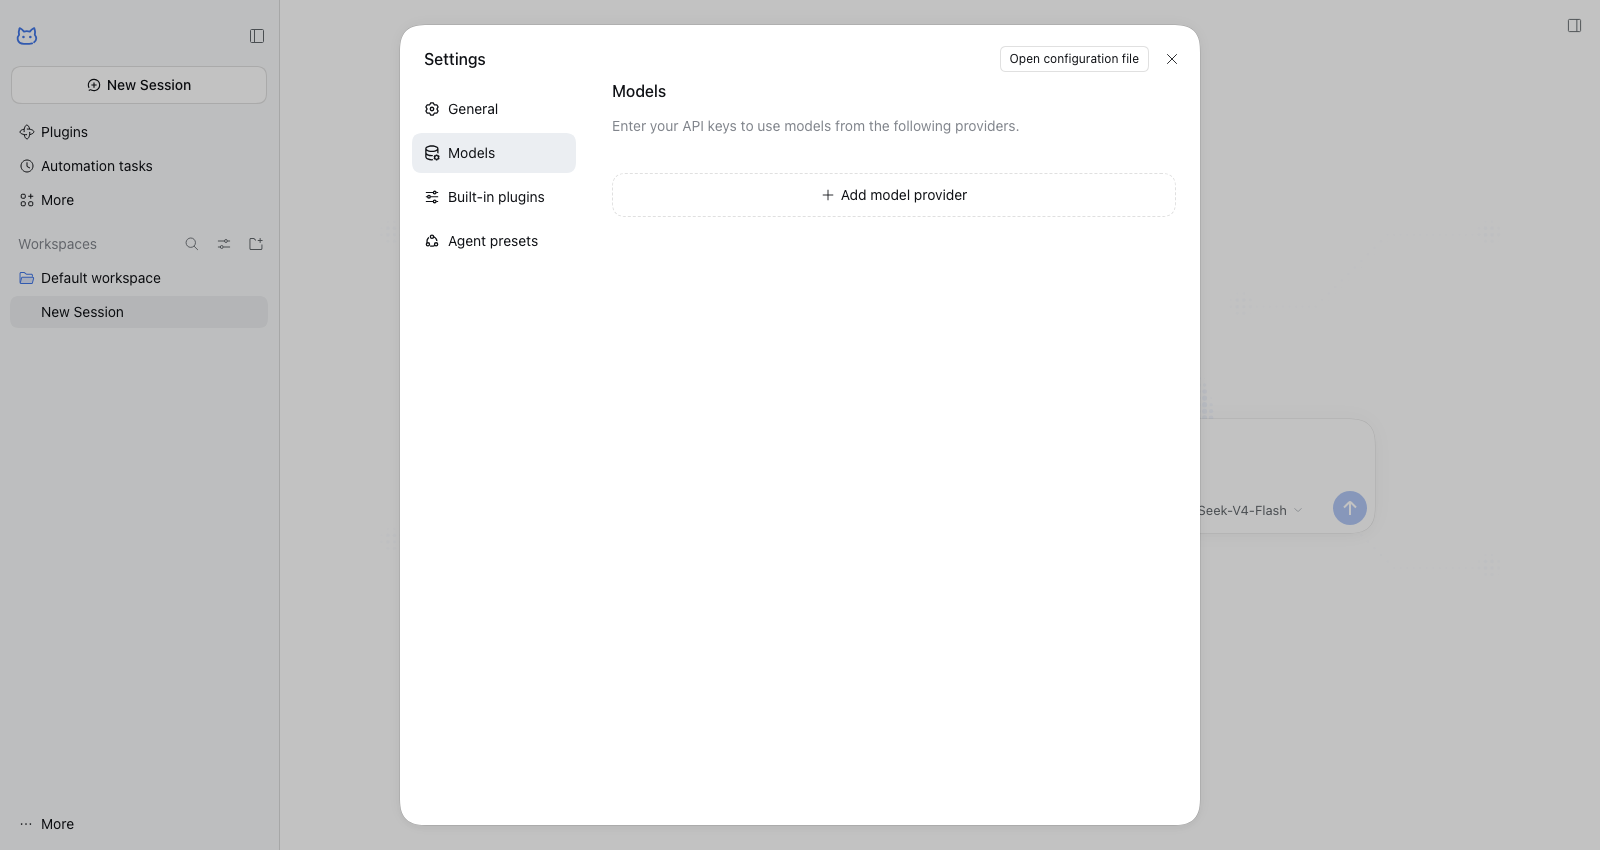 New Session
Plugins
Automation tasks
More
Workspaces
Default workspace
New Session
More
Settings
Open configuration file
General
Models
Built-in plugins
Agent presets
Models
Enter your API keys to use models from the following providers.
Add model provider
Seek-V4-Flash